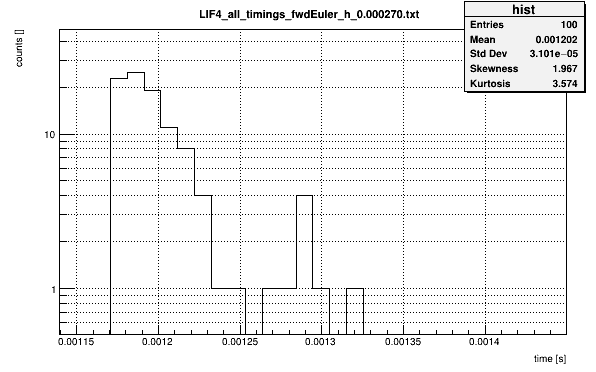 LIF4_all_timings_fwdEuler_h_0.000270.txt
hist
Entries 100
Mean 0.001202
Std Dev 3.101e−05
Skewness 1.967
Kurtosis 3.574
counts []
10
1
0.00115 0.0012 0.00125 0.0013 0.00135 0.0014
time [s]